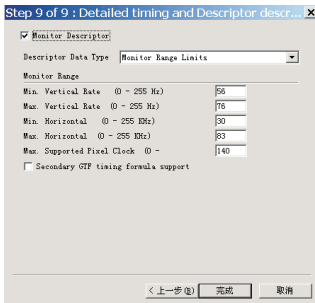 Step 9 of 9 : Detailed timing and Descriptor descr...
Monitor Descriptor
Descriptor Data Type Monitor Range Limits
Monitor Range
Min. Vertical Rate (0 - 255 Hz) 56
Max. Vertical Rate (0 - 255 Hz) 76
Min. Horizontal (0 - 255 KHz) 30
Max. Horizontal (0 - 255 KHz) 83
Max. Supported Pixel Clock (0 - 140
Secondary GTF timing formula support
< 上一步(B) 完成 取消